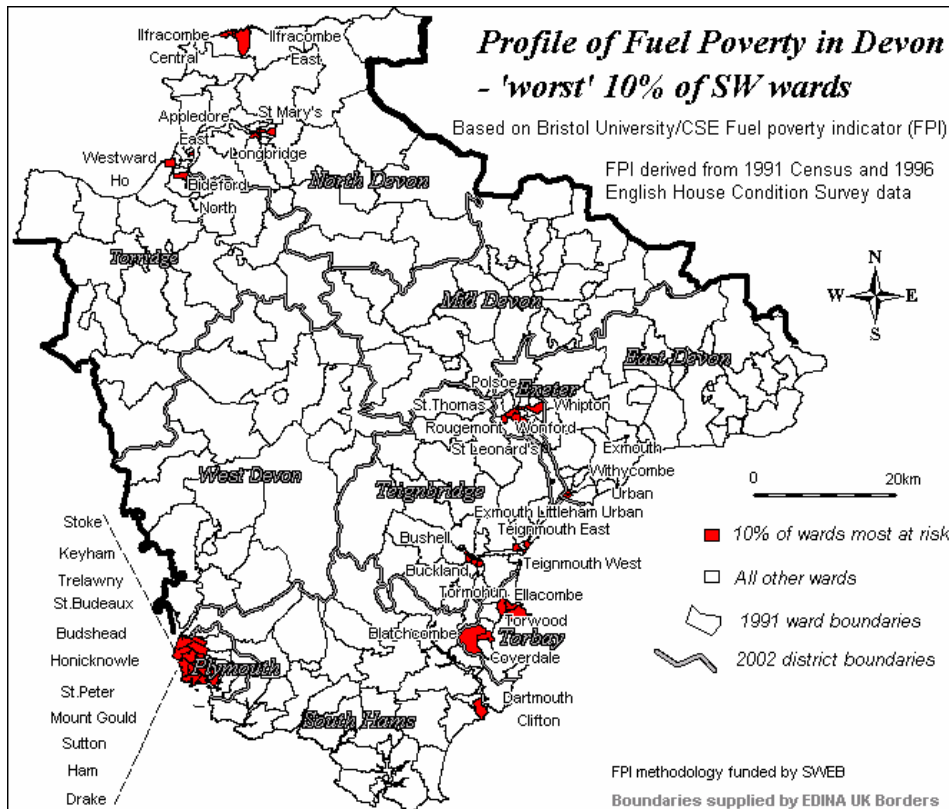 Profile of Fuel Poverty in Devon
- 'worst' 10% of SW wards
Based on Bristol University/CSE Fuel poverty indicator (FPI)
FPI derived from 1991 Census and 1996
English House Condition Survey data
Ilfracombe
Central
Ilfracombe
East
Appledore
East
St Mary's
Longbridge
Westward
Ho
Bideford
North
North Devon
Torridge
Mid Devon
N
W
E
S
East Devon
Polsoe
Exeter
St.Thomas
Whipton
Rougemont
Wonford
St Leonard's
Exmouth
Withycombe
Urban
West Devon
Teignbridge
Exmouth Littleham Urban
Teignmouth East
Bushell
Buckland
Teignmouth West
Tormohun
Ellacombe
Torwood
Blatchcombe
Torbay
Coverdale
Dartmouth
Clifton
South Hams
Plymouth
Stoke
Keyham
Trelawny
St.Budeaux
Budshead
Honicknowle
St.Peter
Mount Gould
Sutton
Ham
Drake
0
20km
10% of wards most at risk
All other wards
1991 ward boundaries
2002 district boundaries
FPI methodology funded by SWEB
Boundaries supplied by EDINA UK Borders